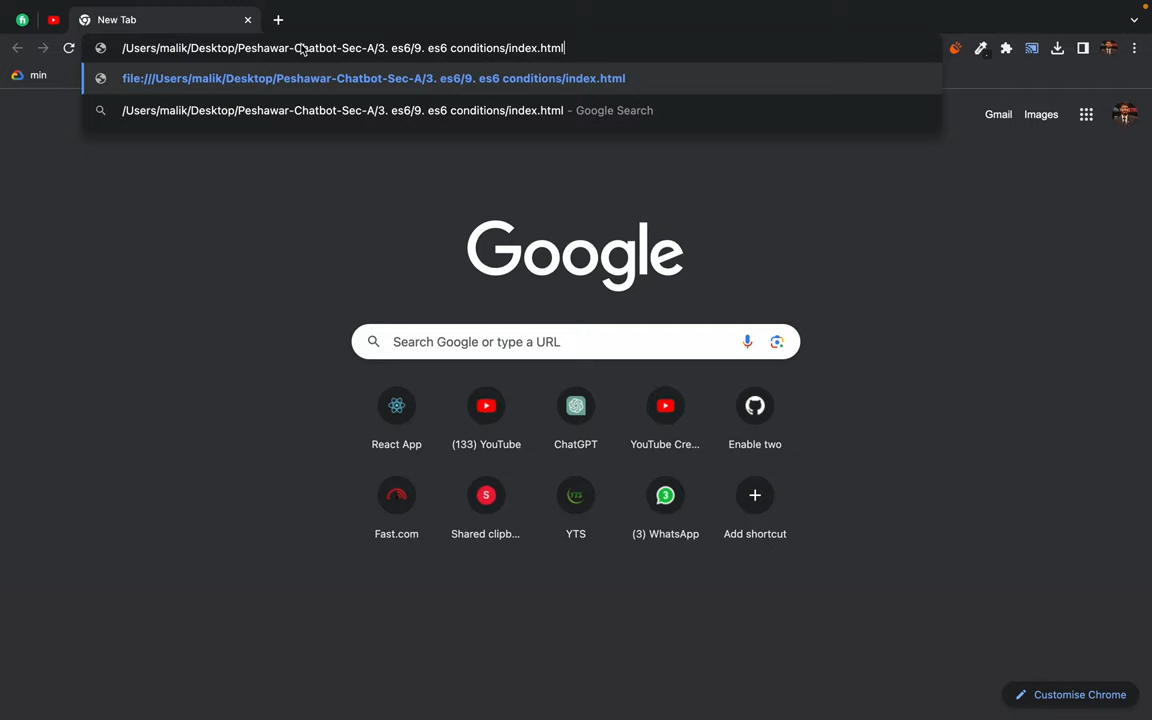 New Tab
/Users/malik/Desktop/Peshawar-Chatbot-Sec-A/3. es6/9. es6 conditions/index.html
min
file:///Users/malik/Desktop/Peshawar-Chatbot-Sec-A/3. es6/9. es6 conditions/index.html
/Users/malik/Desktop/Peshawar-Chatbot-Sec-A/3. es6/9. es6 conditions/index.html - Google Search
Gmail Images
Google
Search Google or type a URL
React App (133) YouTube ChatGPT YouTube Cre... Enable two
S YTS 3
Fast.com Shared clipb... YTS (3) WhatsApp Add shortcut
Customise Chrome